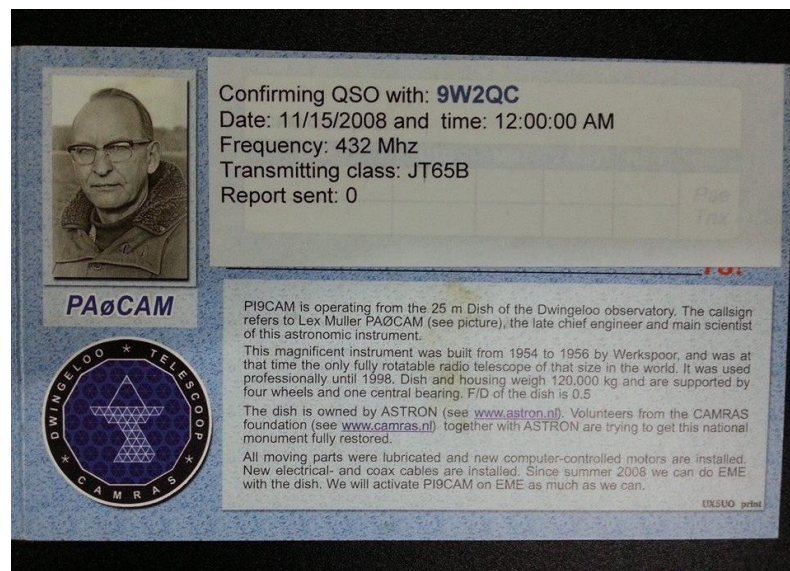 Confirming QSO with: 9W2QC
Date: 11/15/2008 and time: 12:00:00 AM
Frequency: 432 Mhz
Transmitting class: JT65B
Report sent: 0
Pse
Tnx
73!
PAøCAM
DWINGELOO * TELESCOOP * CAMRAS *
PI9CAM is operating from the 25 m Dish of the Dwingeloo observatory. The callsign
refers to Lex Muller PAØCAM (see picture), the late chief engineer and main scientist
of this astronomic instrument.
This magnificent instrument was built from 1954 to 1956 by Werkspoor, and was at
that time the only fully rotatable radio telescope of that size in the world. It was used
professionally until 1998. Dish and housing weigh 120.000 kg and are supported by
four wheels and one central bearing. F/D of the dish is 0.5
The dish is owned by ASTRON (see www.astron.nl). Volunteers from the CAMRAS
foundation (see www.camras.nl) together with ASTRON are trying to get this national
monument fully restored.
All moving parts were lubricated and new computer-controlled motors are installed.
New electrical- and coax cables are installed. Since summer 2008 we can do EME
with the dish. We will activate PI9CAM on EME as much as we can.
UX5UO print